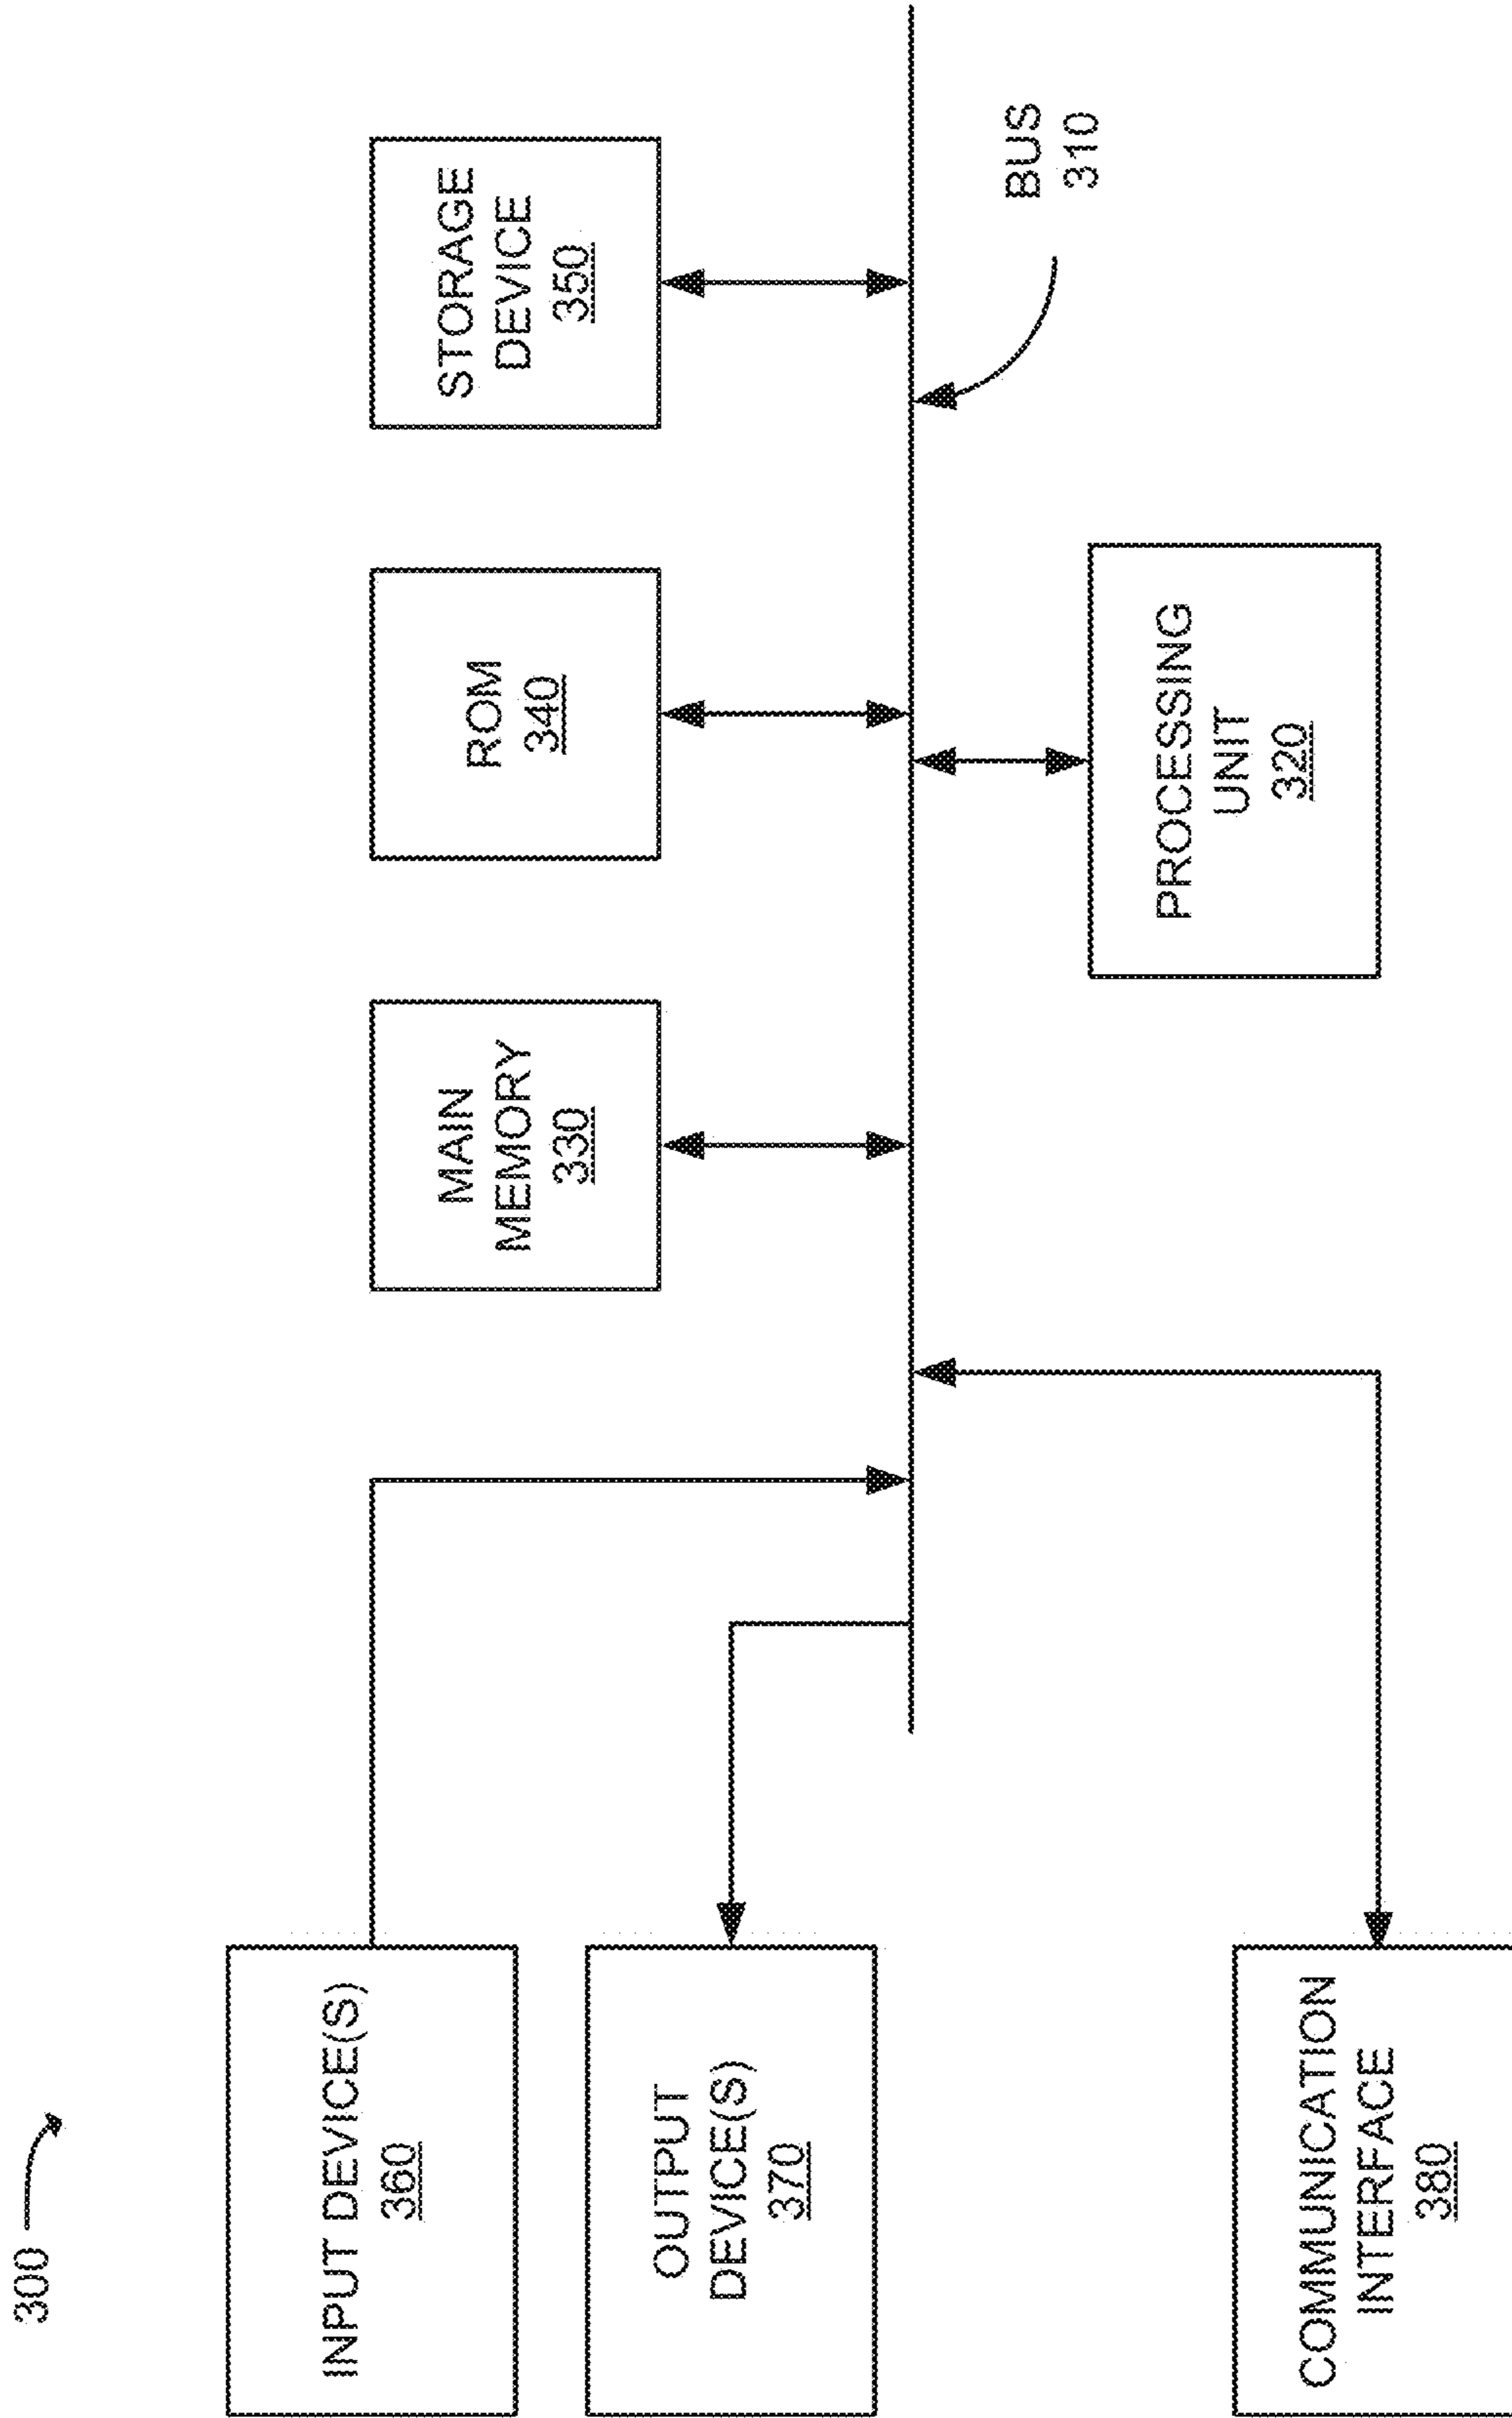 300
INPUT DEVICE(S)
360
OUTPUT
DEVICE(S)
370
COMMUNICATION
INTERFACE
380
MAIN
MEMORY
330
ROM
340
STORAGE
DEVICE
350
PROCESSING
UNIT
320
BUS
310